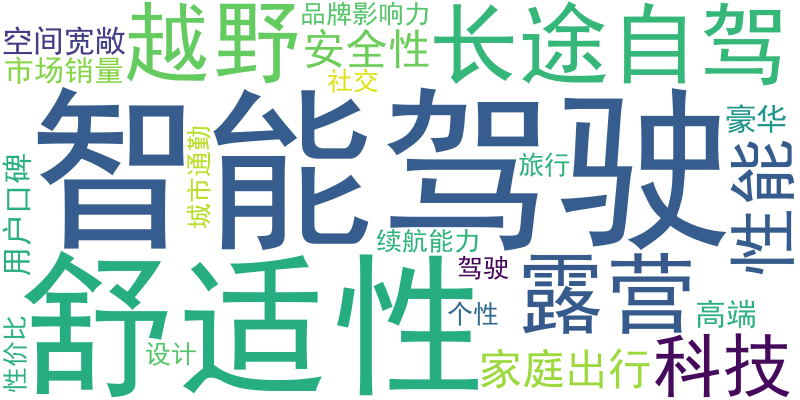 空间宽敞
市场销量
越野
品牌影响力
安全性
社交
长途自驾
豪华
智能驾驶
城市通勤
旅行
性能
用户口碑
续航能力
驾驶
舒适性
露营
个性
高端
性价比
设计
家庭出行
科技